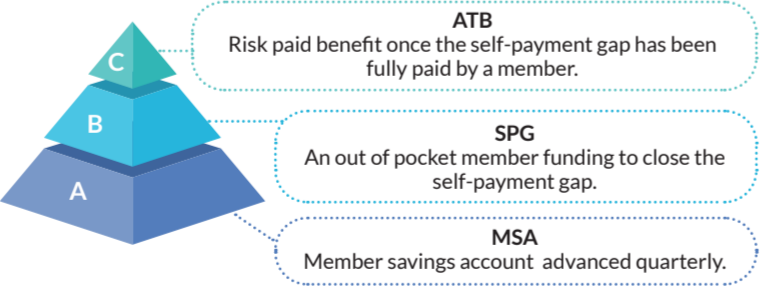 C
ATB
Risk paid benefit once the self-payment gap has been
fully paid by a member.
B
SPG
An out of pocket member funding to close the
self-payment gap.
A
MSA
Member savings account advanced quarterly.